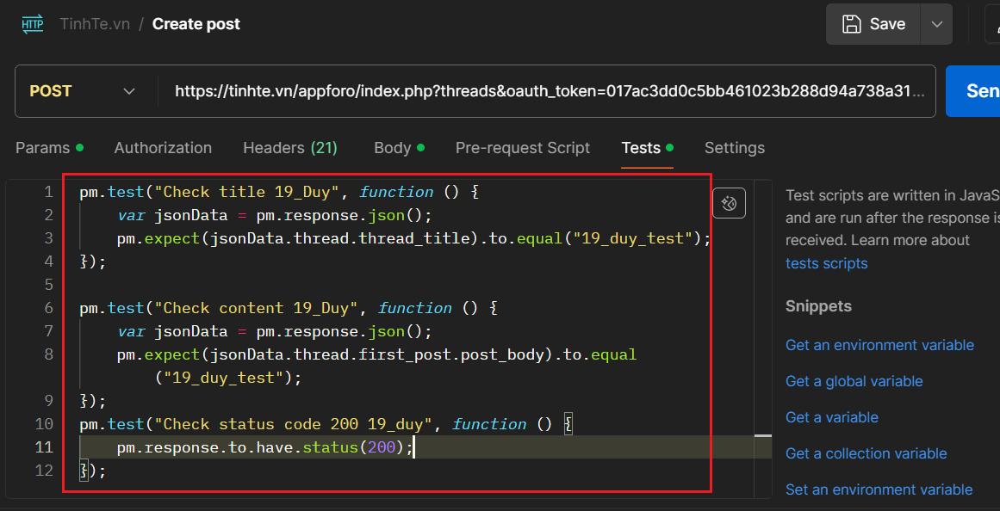 HTTP TinhTe.vn / Create post Save
POST https://tinhte.vn/appforo/index.php?threads&oauth_token=017ac3dd0c5bb461023b288d94a738a31... Sen
Params Authorization Headers (21) Body Pre-request Script Tests Settings
1 pm.test("Check title 19_Duy", function () {
2 var jsonData = pm.response.json();
3 pm.expect(jsonData.thread.thread_title).to.equal("19_duy_test");
4 });
5
6 pm.test("Check content 19_Duy", function () {
7 var jsonData = pm.response.json();
8 pm.expect(jsonData.thread.first_post.post_body).to.equal
("19_duy_test");
9 });
10 pm.test("Check status code 200 19_duy", function () {
11 pm.response.to.have.status(200);
12 });
Test scripts are written in JavaS
and are run after the response is
received. Learn more about
tests scripts
Snippets
Get an environment variable
Get a global variable
Get a variable
Get a collection variable
Set an environment variable